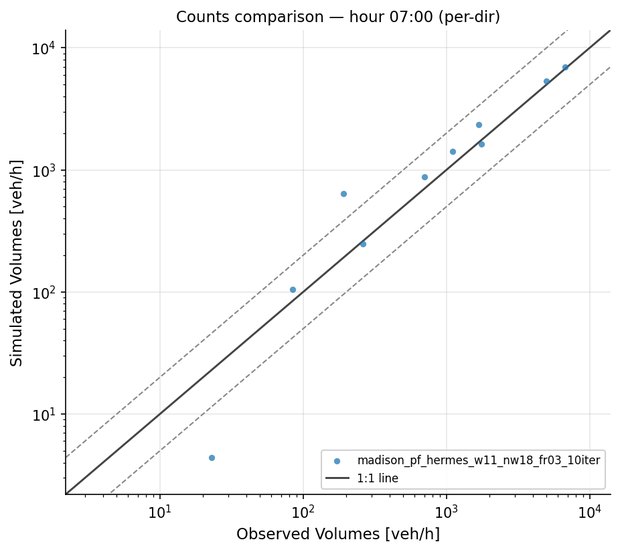 Counts comparison — hour 07:00 (per-dir)
Simulated Volumes [veh/h]
10⁴
10³
10²
10¹
madison_pf_hermes_w11_nw18_fr03_10iter
1:1 line
10¹ 10² 10³ 10⁴
Observed Volumes [veh/h]